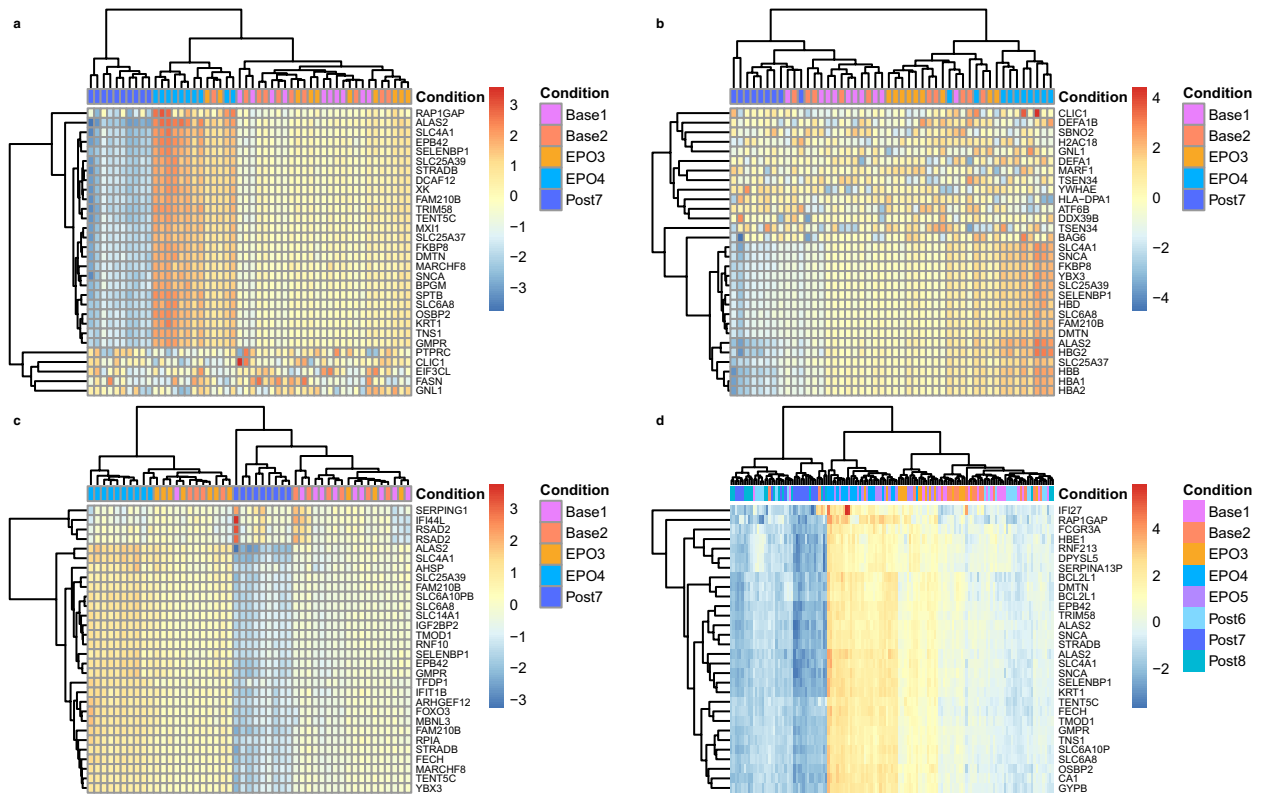 a
Condition
RAP1GAP
ALAS2
SLC4A1
EPB42
SELENBP1
SLC25A39
STRADB
DCAF12
XK
FAM210B
TRIM58
TENT5C
MXI1
SLC25A37
FKBP8
DMTN
MARCHF8
SNCA
BPGM
SPTB
SLC6A8
OSBP2
KRT1
TNS1
GMPR
PTPRC
CLIC1
EIF3CL
FASN
GNL1
3
2
1
0
−1
−2
−3
Condition
Base1
Base2
EPO3
EPO4
Post7
b
Condition
CLIC1
DEFA1B
SBNO2
H2AC18
GNL1
DEFA1
MARF1
TSEN34
YWHAE
HLA−DPA1
ATF6B
DDX39B
TSEN34
BAG6
SLC4A1
SNCA
FKBP8
YBX3
SLC25A39
SELENBP1
HBD
SLC6A8
FAM210B
DMTN
ALAS2
HBG2
SLC25A37
HBB
HBA1
HBA2
4
2
0
−2
−4
Condition
Base1
Base2
EPO3
EPO4
Post7
c
Condition
SERPING1
IFI44L
RSAD2
RSAD2
ALAS2
SLC4A1
AHSP
SLC25A39
FAM210B
SLC6A10PB
SLC6A8
SLC14A1
IGF2BP2
TMOD1
RNF10
SELENBP1
EPB42
GMPR
TFDP1
IFIT1B
ARHGEF12
FOXO3
MBNL3
FAM210B
RPIA
STRADB
FECH
MARCHF8
TENT5C
YBX3
3
2
1
0
−1
−2
−3
Condition
Base1
Base2
EPO3
EPO4
Post7
d
Condition
IFI27
RAP1GAP
FCGR3A
HBE1
RNF213
DPYSL5
SERPINA13P
BCL2L1
DMTN
BCL2L1
EPB42
TRIM58
ALAS2
SNCA
STRADB
ALAS2
SLC4A1
SNCA
SELENBP1
KRT1
TENT5C
FECH
TMOD1
GMPR
TNS1
SLC6A10P
SLC6A8
OSBP2
CA1
GYPB
4
2
0
−2
Condition
Base1
Base2
EPO3
EPO4
EPO5
Post6
Post7
Post8